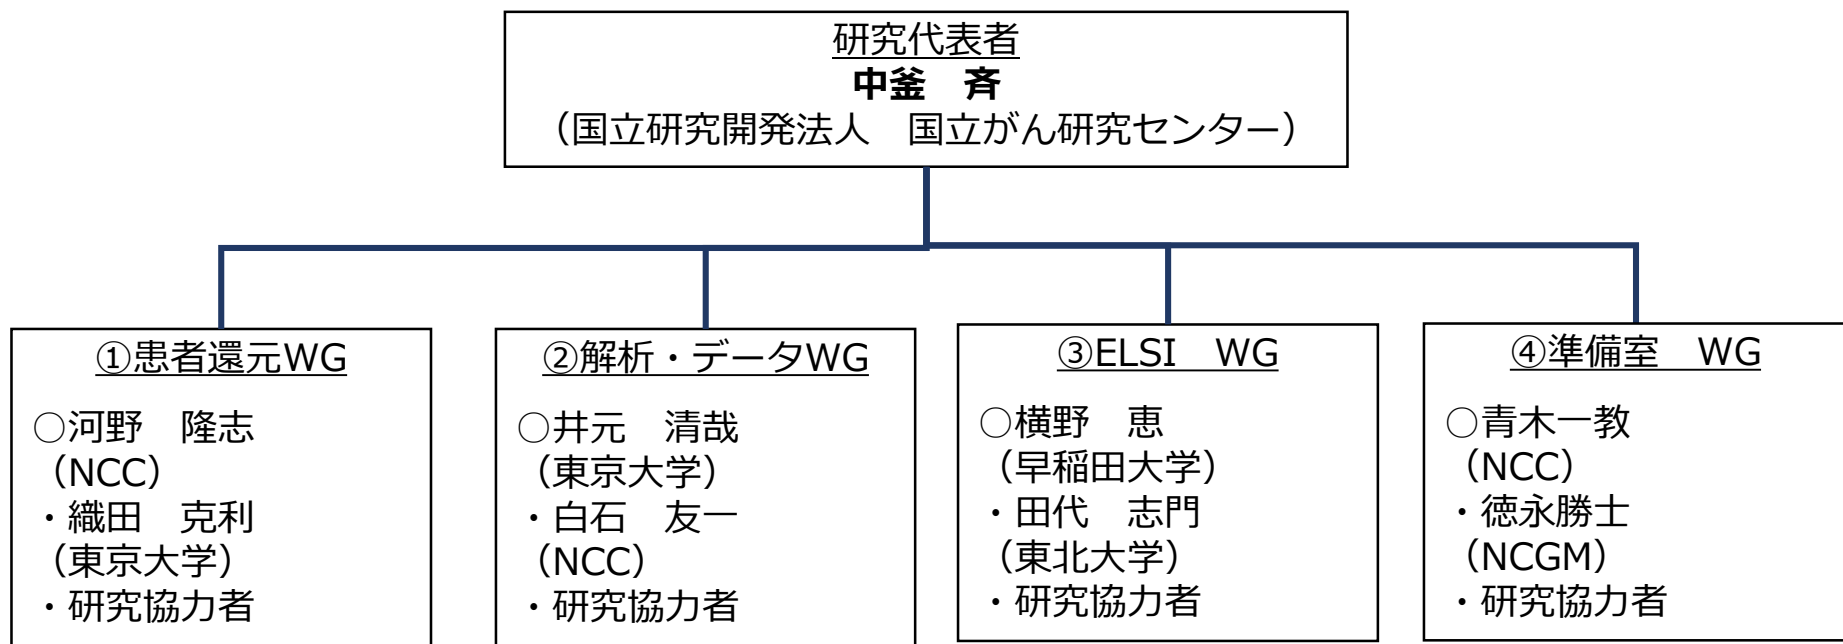 研究代表者
中釜　斉
（国立研究開発法人　国立がん研究センター）
①患者還元WG
○河野　隆志
（NCC）
・織田　克利
（東京大学）
・研究協力者
②解析・データWG
○井元　清哉
（東京大学）
・白石　友一
（NCC）
・研究協力者
③ELSI　WG
○横野　恵
（早稲田大学）
・田代　志門
（東北大学）
・研究協力者
④準備室　WG
○青木一教
（NCC）
・徳永勝士
（NCGM）
・研究協力者